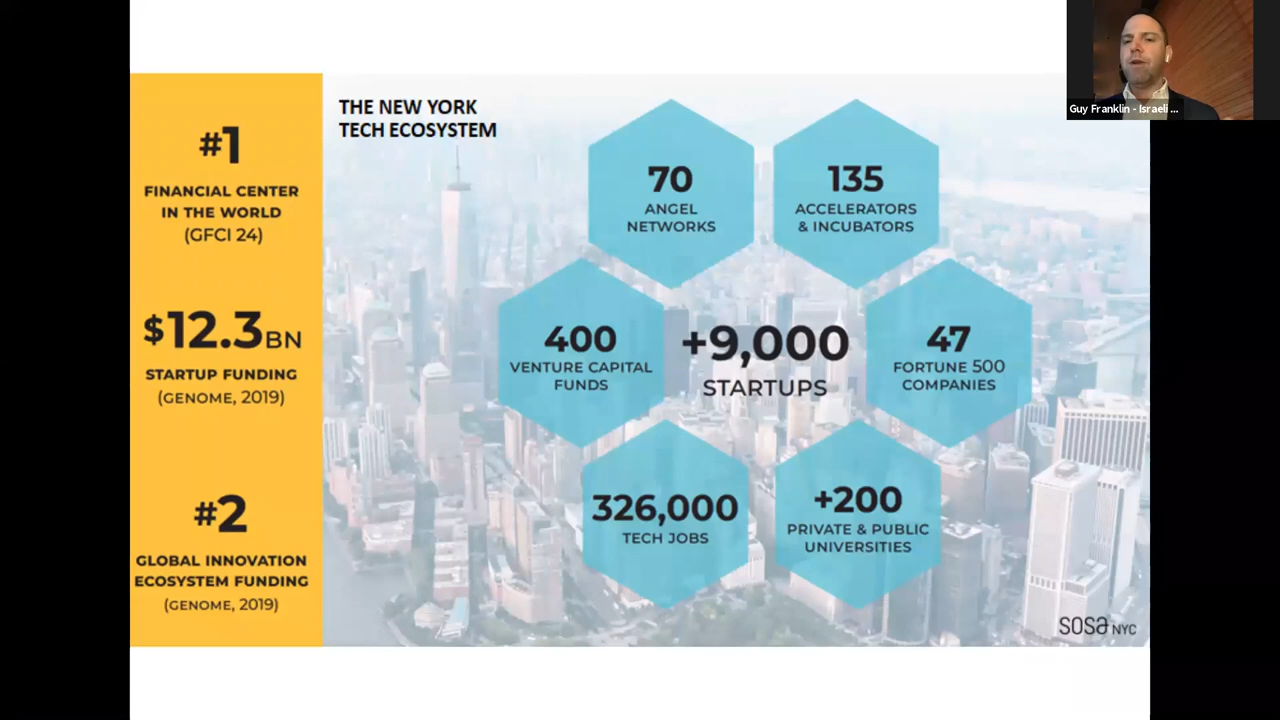 #1
FINANCIAL CENTER
IN THE WORLD
(GFCI 24)
$12.3BN
STARTUP FUNDING
(GENOME, 2019)
#2
GLOBAL INNOVATION
ECOSYSTEM FUNDING
(GENOME, 2019)
THE NEW YORK
TECH ECOSYSTEM
70
ANGEL
NETWORKS
135
ACCELERATORS
& INCUBATORS
400
VENTURE CAPITAL
FUNDS
+9,000
STARTUPS
47
FORTUNE 500
COMPANIES
326,000
TECH JOBS
+200
PRIVATE & PUBLIC
UNIVERSITIES
sosa NYC
Guy Franklin - Israeli ...